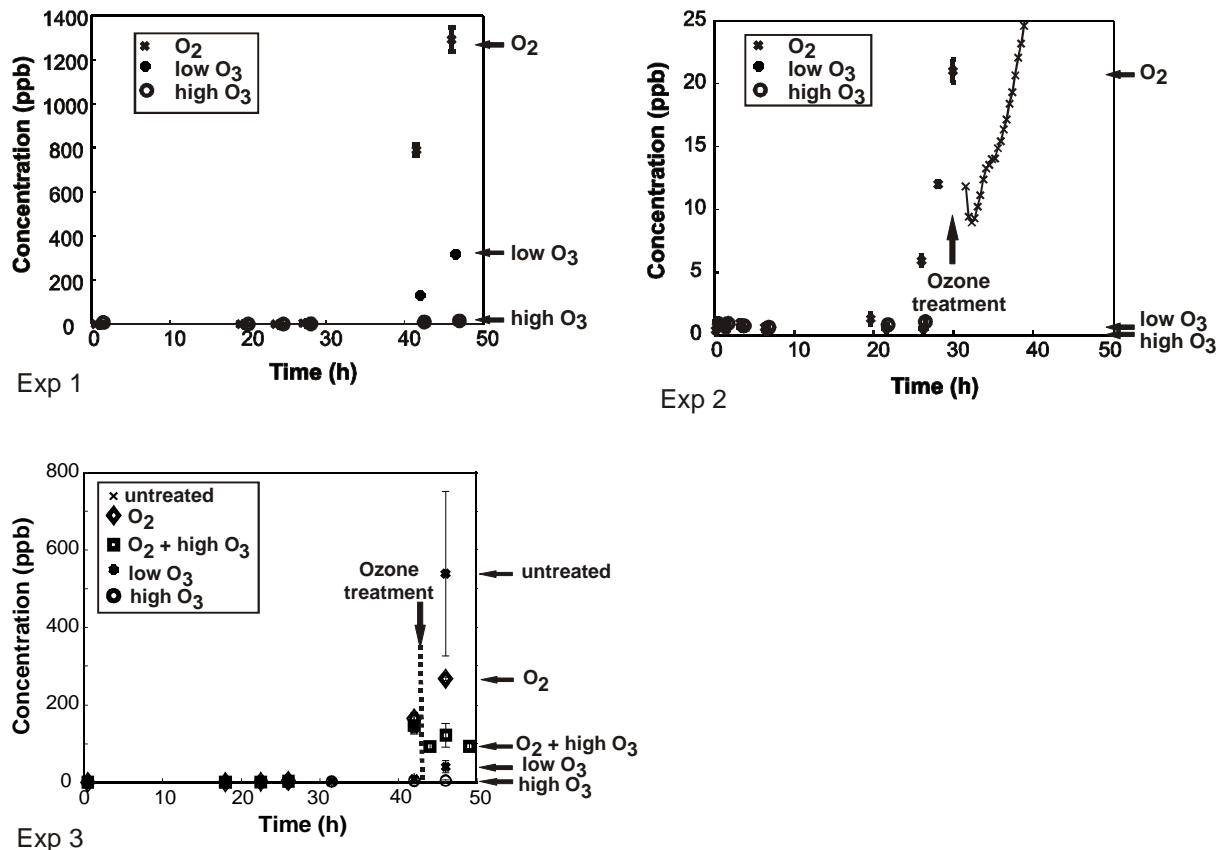 1400
1200
1000
800
600
400
200
0
Concentration (ppb)
O2
low O3
high O3
O2
low O3
high O3
0 10 20 30 40 50
Time (h)
Exp 1
25
20
15
10
5
0
Concentration (ppb)
O2
low O3
high O3
O2
Ozone
treatment
low O3
high O3
0 10 20 30 40 50
Time (h)
Exp 2
800
600
400
200
0
Concentration (ppb)
untreated
O2
O2 + high O3
low O3
high O3
Ozone
treatment
untreated
O2
O2 + high O3
low O3
high O3
0 10 20 30 40 50
Time (h)
Exp 3